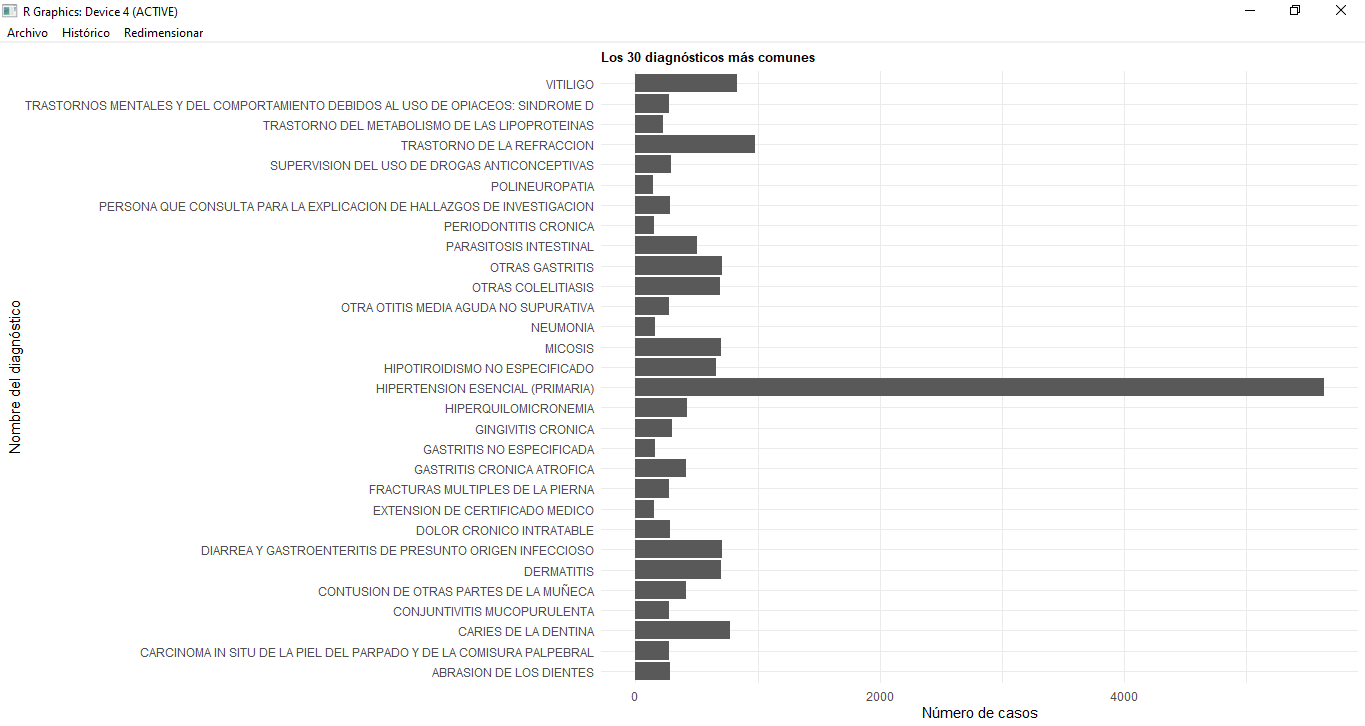 R Graphics: Device 4 (ACTIVE)
Archivo Histórico Redimensionar
Los 30 diagnósticos más comunes
Nombre del diagnóstico
VITILIGO
TRASTORNOS MENTALES Y DEL COMPORTAMIENTO DEBIDOS AL USO DE OPIACEOS: SINDROME D
TRASTORNO DEL METABOLISMO DE LAS LIPOPROTEINAS
TRASTORNO DE LA REFRACCION
SUPERVISION DEL USO DE DROGAS ANTICONCEPTIVAS
POLINEUROPATIA
PERSONA QUE CONSULTA PARA LA EXPLICACION DE HALLAZGOS DE INVESTIGACION
PERIODONTITIS CRONICA
PARASITOSIS INTESTINAL
OTRAS GASTRITIS
OTRAS COLELITIASIS
OTRA OTITIS MEDIA AGUDA NO SUPURATIVA
NEUMONIA
MICOSIS
HIPOTIROIDISMO NO ESPECIFICADO
HIPERTENSION ESENCIAL (PRIMARIA)
HIPERQUILOMICRONEMIA
GINGIVITIS CRONICA
GASTRITIS NO ESPECIFICADA
GASTRITIS CRONICA ATROFICA
FRACTURAS MULTIPLES DE LA PIERNA
EXTENSION DE CERTIFICADO MEDICO
DOLOR CRONICO INTRATABLE
DIARREA Y GASTROENTERITIS DE PRESUNTO ORIGEN INFECCIOSO
DERMATITIS
CONTUSION DE OTRAS PARTES DE LA MUÑECA
CONJUNTIVITIS MUCOPURULENTA
CARIES DE LA DENTINA
CARCINOMA IN SITU DE LA PIEL DEL PARPADO Y DE LA COMISURA PALPEBRAL
ABRASION DE LOS DIENTES
0 2000 4000
Número de casos